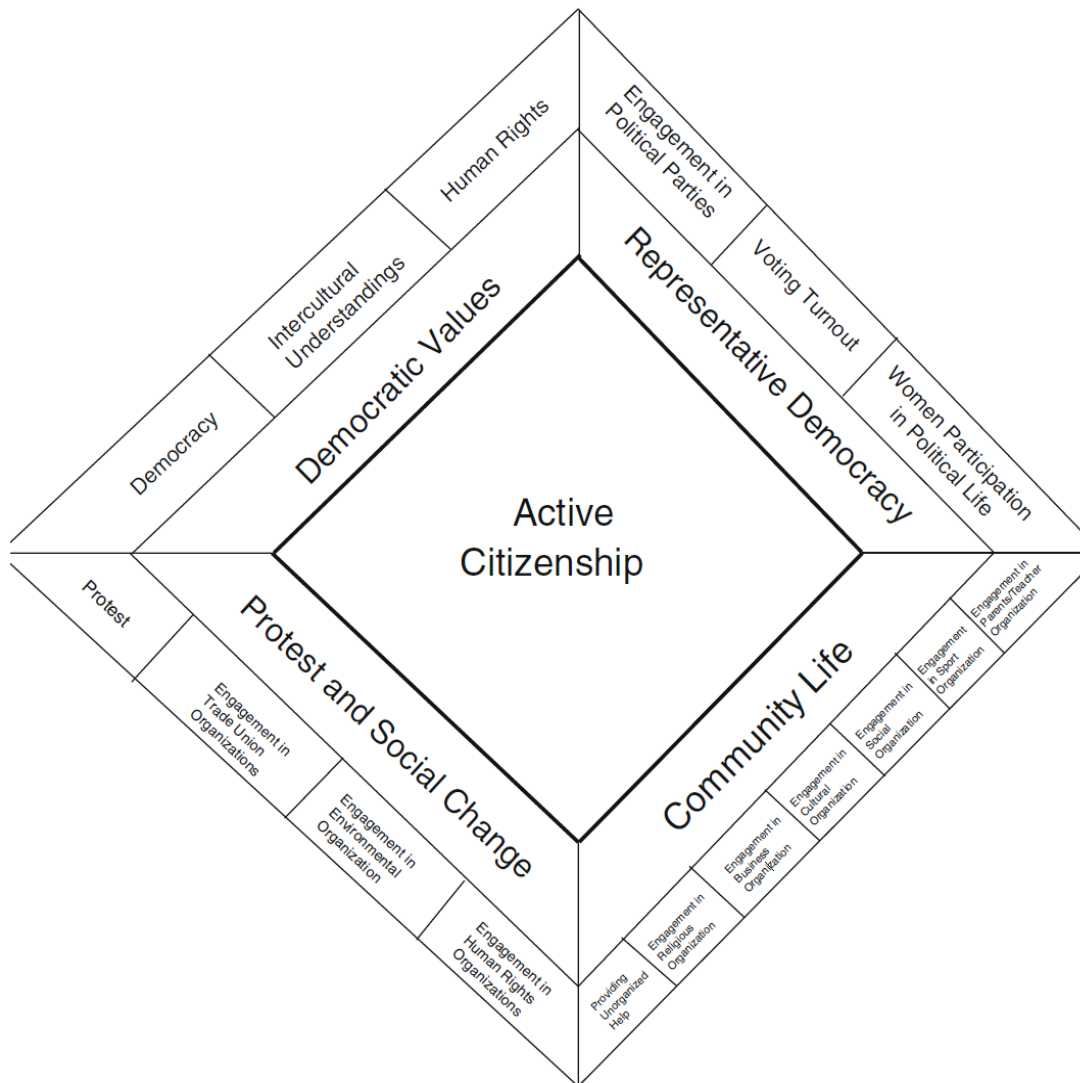 Human Rights
Intercultural
Understandings
Democracy
Democratic Values
Engagement in
Political Parties
Voting Turnout
Women Participation
in Political Life
Representative Democracy
Active
Citizenship
Protest
Engagement in
Trade Union
Organizations
Engagement in
Environmental
Organization
Engagement in
Human Rights
Organizations
Protest and Social Change
Community Life
Engagement in
Parents/Teacher
Organization
Engagement
in Sport
Organization
Engagement in
Social
Organization
Engagement in
Cultural
Organization
Engagement in
Business
Organization
Engagement in
Religious
Organization
Providing
Unorganized
Help